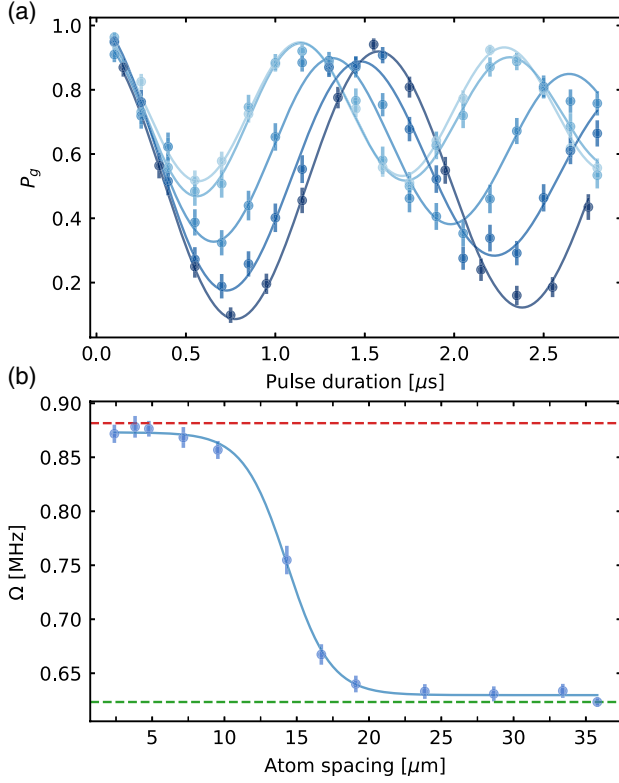 (a)
1.0
0.8
0.6
0.4
0.2
P_g
0.0 0.5 1.0 1.5 2.0 2.5
Pulse duration [μs]
(b)
0.90
0.85
0.80
0.75
0.70
0.65
Ω [MHz]
5 10 15 20 25 30 35
Atom spacing [μm]